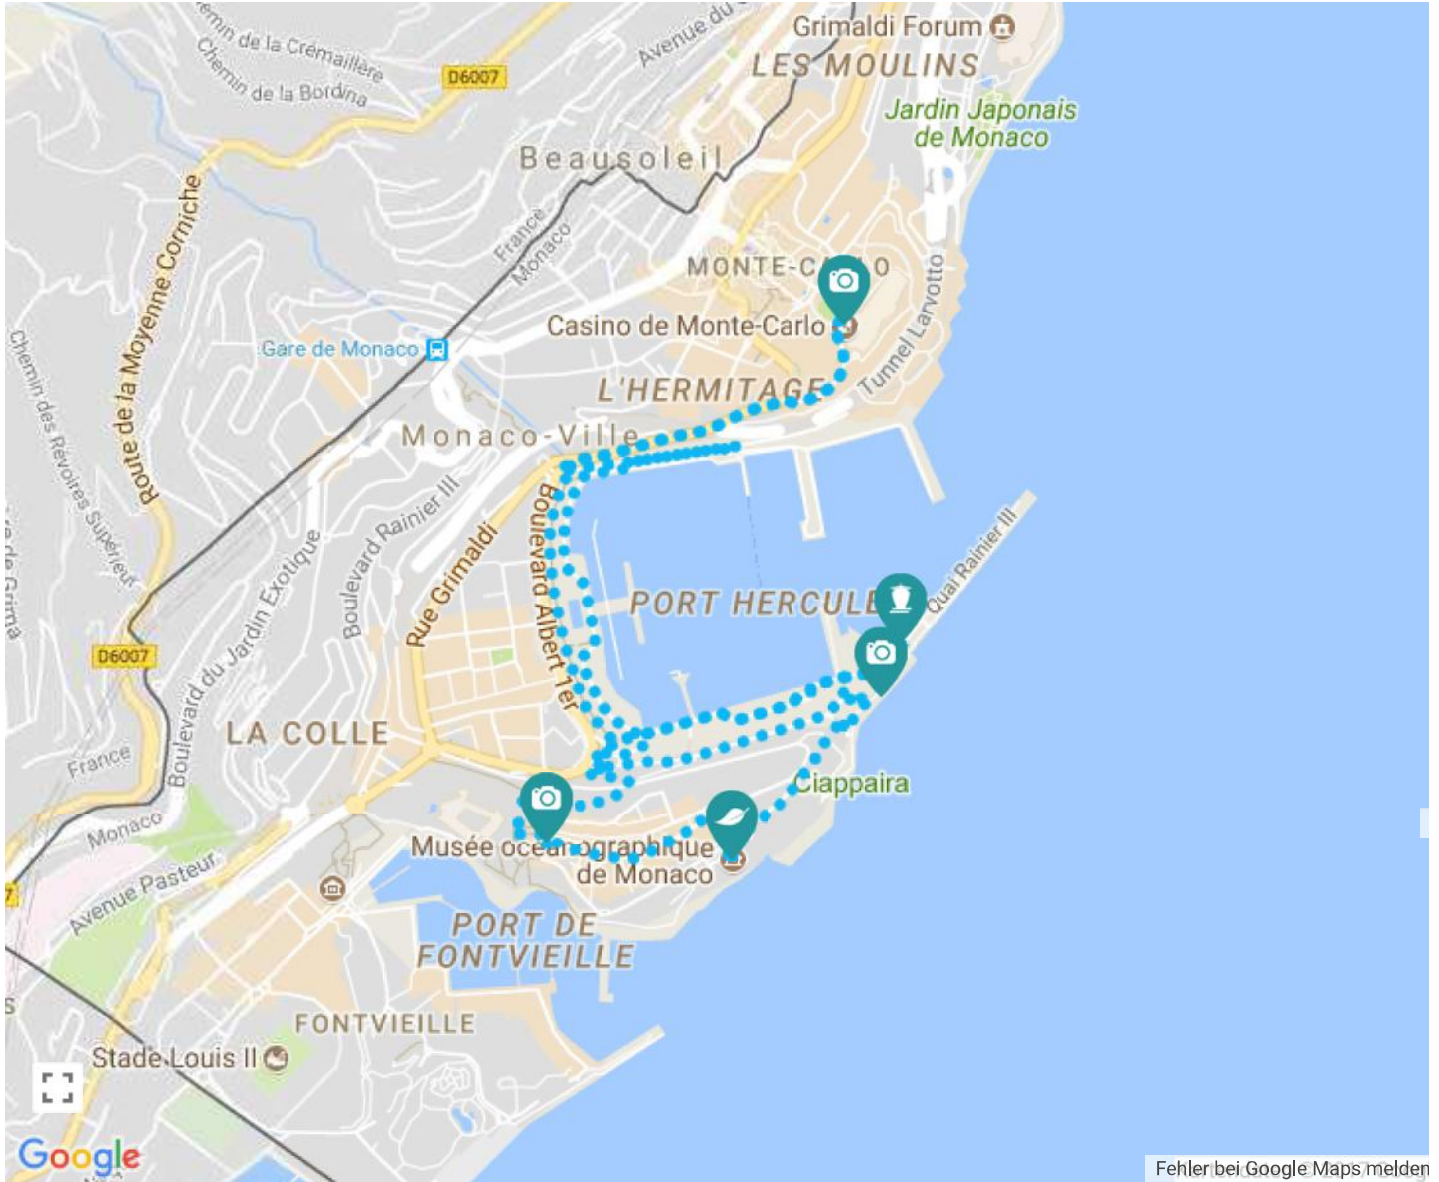 Grimaldi Forum
LES MOULINS
Avenue du
Chemin de la Crémaillère
Chemin de la Bordina
D6007
Jardin Japonais
de Monaco
Beausoleil
France
Monaco
MONTE-CARLO
Route de la Moyenne Corniche
Casino de Monte-Carlo
Gare de Monaco
Tunnel Larvotto
L'HERMITAGE
Chemin des Révoires Supérieur
Monaco-Ville
Boulevard Rainier III
Boulevard Albert 1er
Rue Grimaldi
Quai Rainier III
Boulevard du Jardin Exotique
PORT HERCULE
D6007
LA COLLE
France
Monaco
Ciappaira
Musée océanographique
de Monaco
Avenue Pasteur
7
PORT DE
FONTVIEILLE
S
FONTVIEILLE
Stade Louis II
Google
Fehler bei Google Maps melden